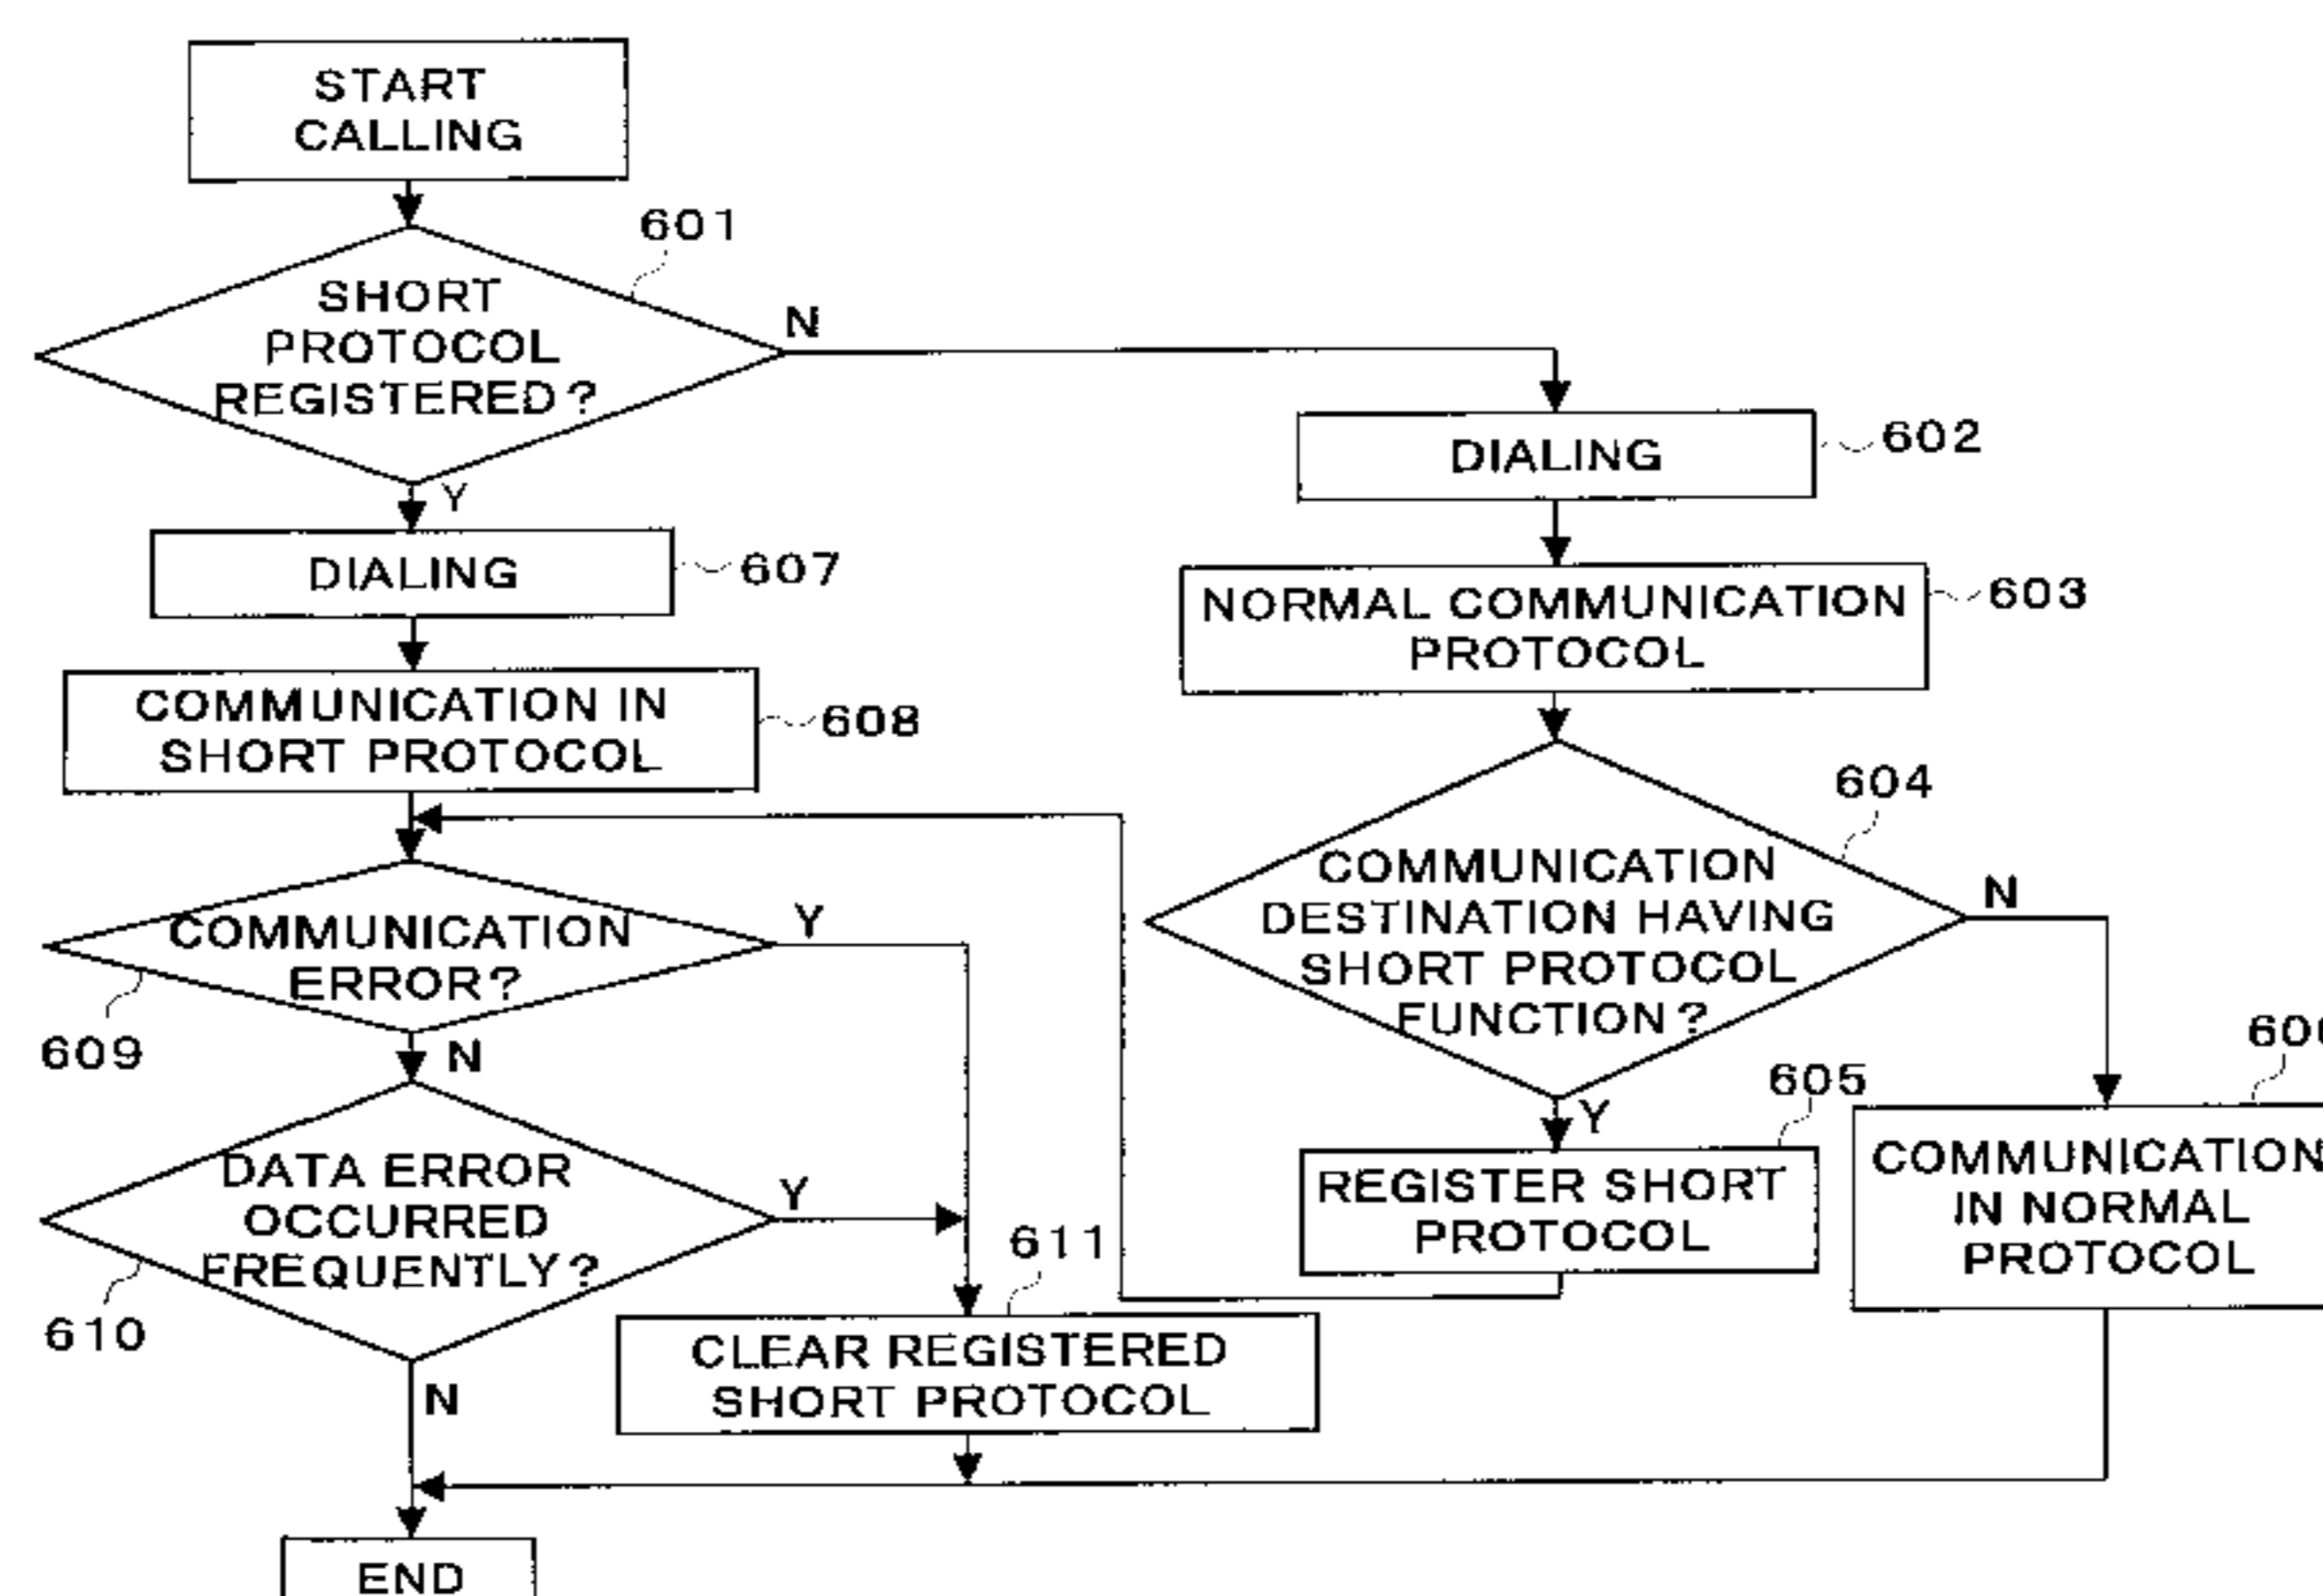 START
CALLING
601
SHORT
PROTOCOL
REGISTERED?
N
Y
DIALING
602
DIALING
607
NORMAL COMMUNICATION
PROTOCOL
603
COMMUNICATION IN
SHORT PROTOCOL
608
604
COMMUNICATION
DESTINATION HAVING
SHORT PROTOCOL
FUNCTION?
N
Y
COMMUNICATION
ERROR?
Y
609
N
605
REGISTER SHORT
PROTOCOL
COMMUNICATION
IN NORMAL
PROTOCOL
DATA ERROR
OCCURRED
FREQUENTLY?
Y
610
N
611
CLEAR REGISTERED
SHORT PROTOCOL
END